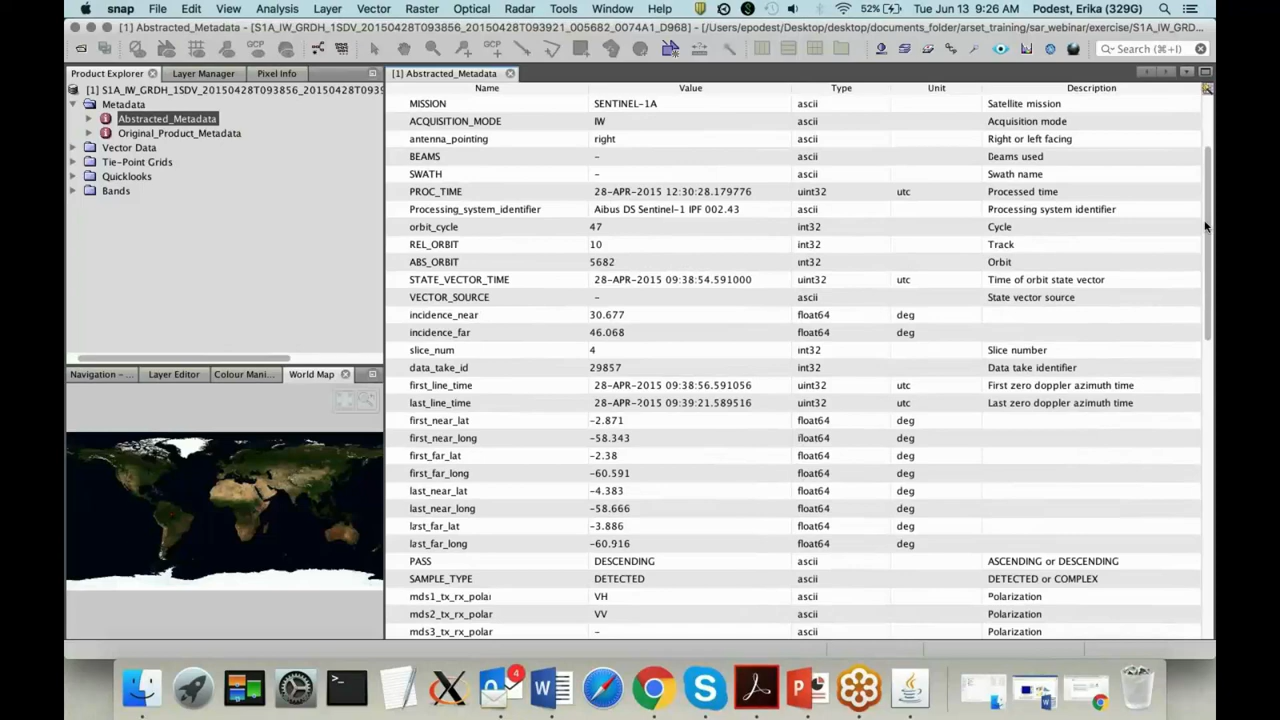 snap File Edit View Analysis Layer Vector Raster Optical Radar Tools Window Help 52% Tue Jun 13 9:26 AM Podest, Erika (329G)
[1] Abstracted_Metadata - [S1A_IW_GRDH_1SDV_20150428T093856_20150428T093921_005682_0074A1_D968] - [/Users/epodest/Desktop/desktop/documents_folder/arset_training/sar_webinar/exercise/S1A_IW_GRD...
GCP GCP Search (⌘+I)
Product Explorer Layer Manager Pixel Info [1] Abstracted_Metadata
[1] S1A_IW_GRDH_1SDV_20150428T093856_20150428T0939
Metadata
Abstracted_Metadata
Original_Product_Metadata
Vector Data
Tie-Point Grids
Quicklooks
Bands
Name Value Type Unit Description
MISSION SENTINEL-1A ascii Satellite mission
ACQUISITION_MODE IW ascii Acquisition mode
antenna_pointing right ascii Right or left facing
BEAMS - ascii Beams used
SWATH - ascii Swath name
PROC_TIME 28-APR-2015 12:30:28.179776 uint32 utc Processed time
Processing_system_identifier Aibus DS Sentinel-1 IPF 002.43 ascii Processing system identifier
orbit_cycle 47 int32 Cycle
REL_ORBIT 10 int32 Track
ABS_ORBIT 5682 int32 Orbit
STATE_VECTOR_TIME 28-APR-2015 09:38:54.591000 uint32 utc Time of orbit state vector
VECTOR_SOURCE - ascii State vector source
incidence_near 30.677 float64 deg
incidence_far 46.068 float64 deg
slice_num 4 int32 Slice number
data_take_id 29857 int32 Data take identifier
first_line_time 28-APR-2015 09:38:56.591056 uint32 utc First zero doppler azimuth time
last_line_time 28-APR-2015 09:39:21.589516 uint32 utc Last zero doppler azimuth time
first_near_lat -2.871 float64 deg
first_near_long -58.343 float64 deg
first_far_lat -2.38 float64 deg
first_far_long -60.591 float64 deg
last_near_lat -4.383 float64 deg
last_near_long -58.666 float64 deg
last_far_lat -3.886 float64 deg
last_far_long -60.916 float64 deg
PASS DESCENDING ascii ASCENDING or DESCENDING
SAMPLE_TYPE DETECTED ascii DETECTED or COMPLEX
mds1_tx_rx_polar VH ascii Polarization
mds2_tx_rx_polar VV ascii Polarization
mds3_tx_rx_polar - ascii Polarization
Navigation - ... Layer Editor Colour Mani... World Map
4